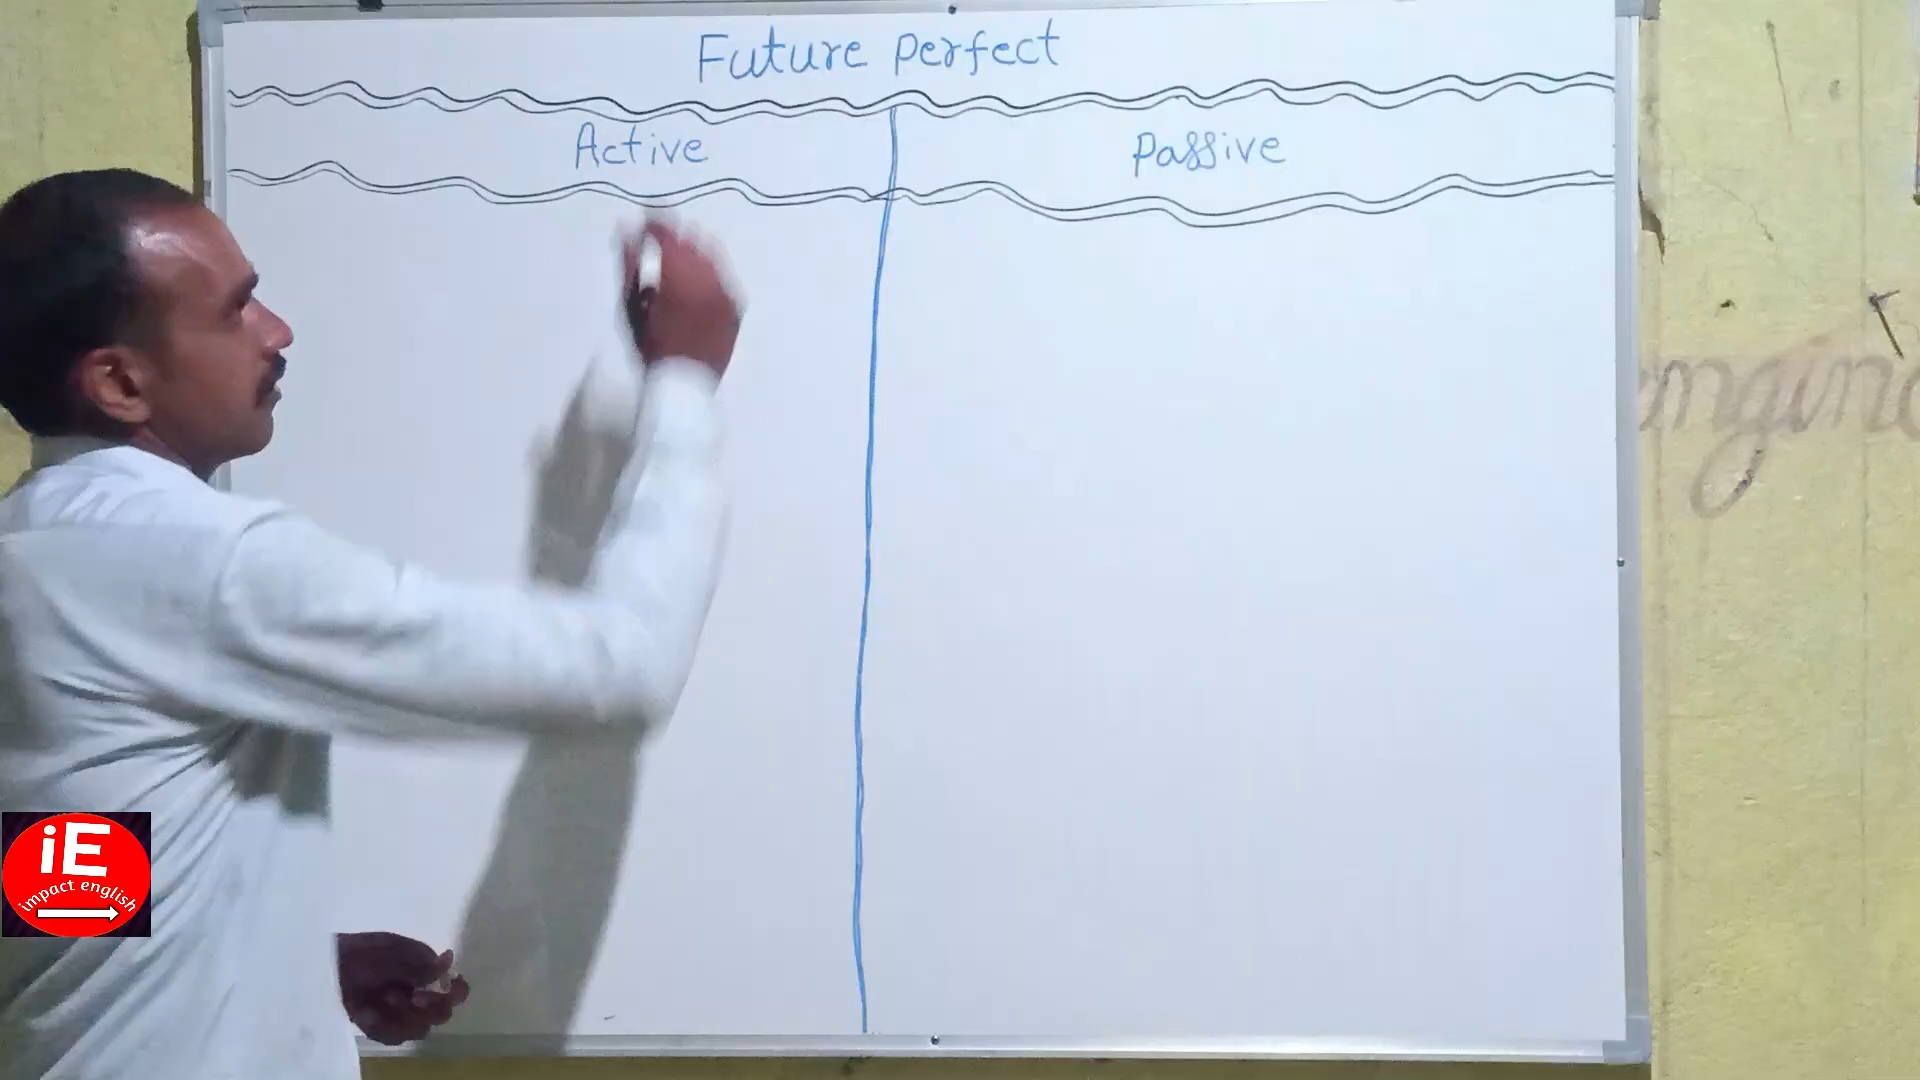 Future Perfect
Active
Passive
iE
impact english